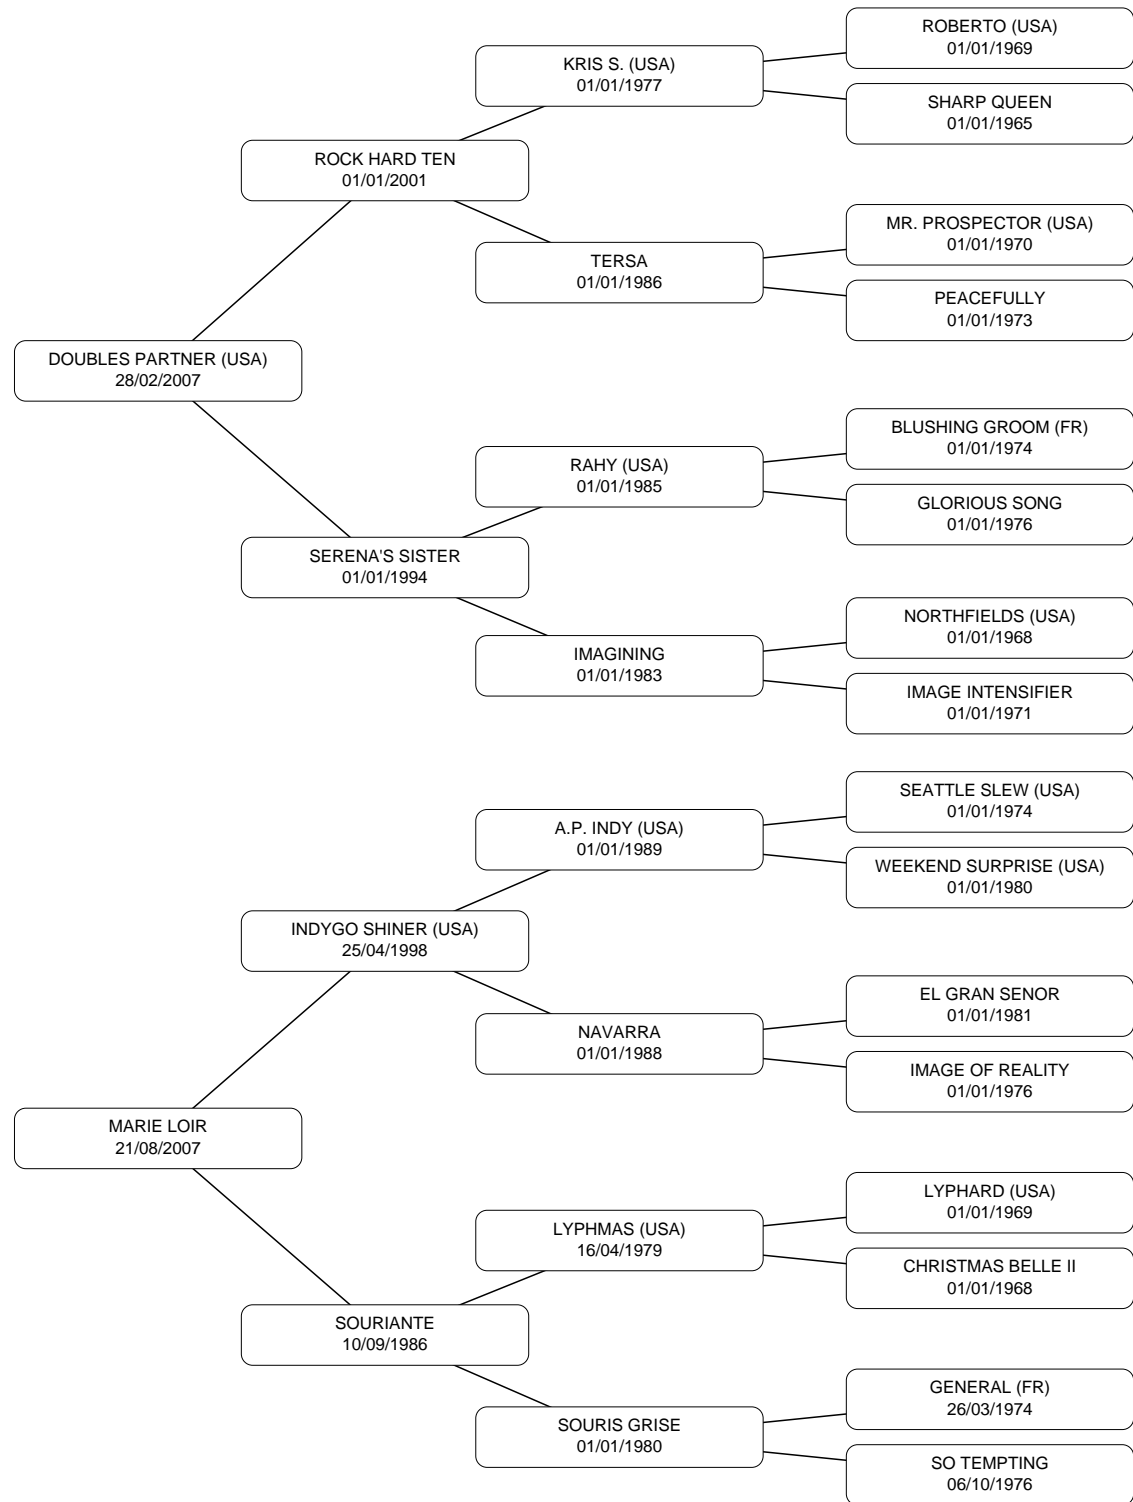 ROBERTO (USA)
01/01/1969
KRIS S. (USA)
01/01/1977
SHARP QUEEN
01/01/1965
ROCK HARD TEN
01/01/2001
MR. PROSPECTOR (USA)
01/01/1970
TERSA
01/01/1986
PEACEFULLY
01/01/1973
DOUBLES PARTNER (USA)
28/02/2007
BLUSHING GROOM (FR)
01/01/1974
RAHY (USA)
01/01/1985
GLORIOUS SONG
01/01/1976
SERENA'S SISTER
01/01/1994
NORTHFIELDS (USA)
01/01/1968
IMAGINING
01/01/1983
IMAGE INTENSIFIER
01/01/1971
SEATTLE SLEW (USA)
01/01/1974
A.P. INDY (USA)
01/01/1989
WEEKEND SURPRISE (USA)
01/01/1980
INDYGO SHINER (USA)
25/04/1998
EL GRAN SENOR
01/01/1981
NAVARRA
01/01/1988
IMAGE OF REALITY
01/01/1976
MARIE LOIR
21/08/2007
LYPHARD (USA)
01/01/1969
LYPHMAS (USA)
16/04/1979
CHRISTMAS BELLE II
01/01/1968
SOURIANTE
10/09/1986
GENERAL (FR)
26/03/1974
SOURIS GRISE
01/01/1980
SO TEMPTING
06/10/1976